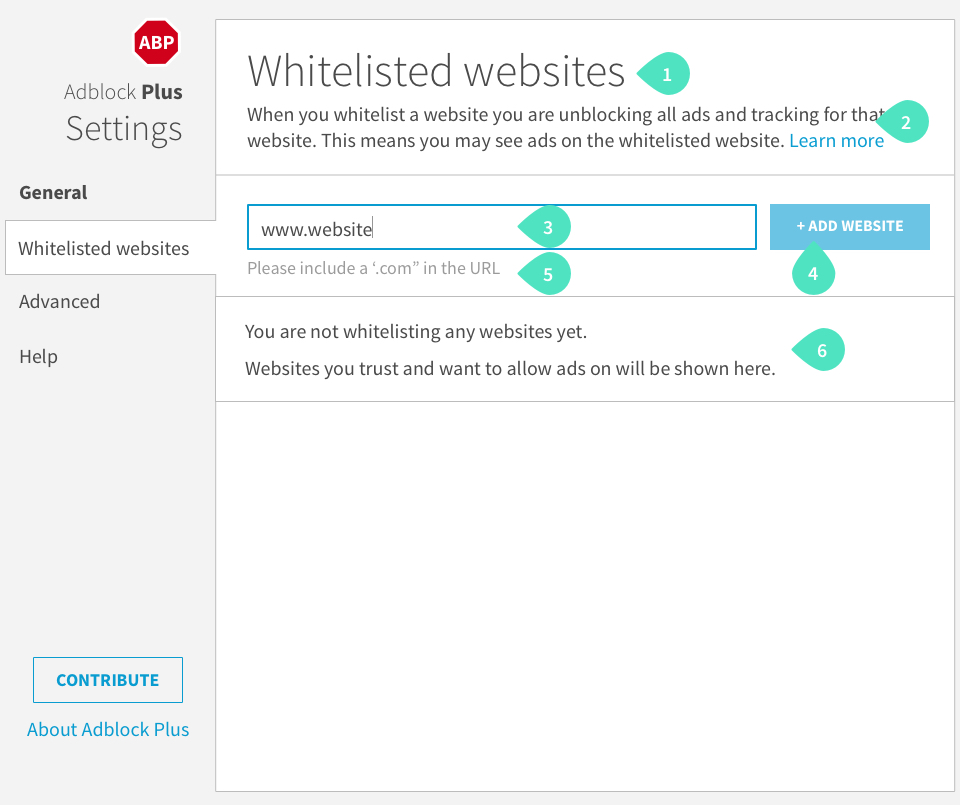 ABP
Adblock Plus
Settings
General
Whitelisted websites
Advanced
Help
CONTRIBUTE
About Adblock Plus
Whitelisted websites
1
When you whitelist a website you are unblocking all ads and tracking for that
website. This means you may see ads on the whitelisted website. Learn more
2
www.website
3
+ ADD WEBSITE
4
Please include a ‘.com” in the URL
5
You are not whitelisting any websites yet.
Websites you trust and want to allow ads on will be shown here.
6